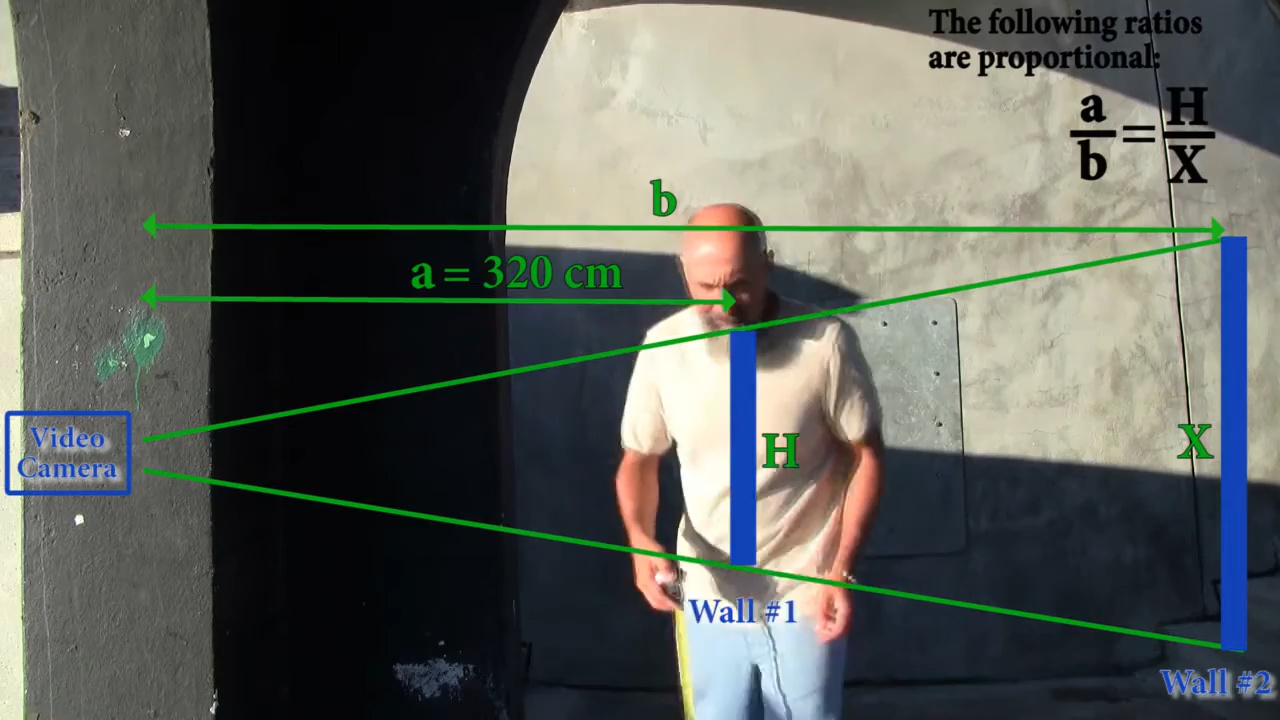 The following ratios
are proportional:
a/b = H/X
b
a = 320 cm
Video
Camera
H
X
Wall #1
Wall #2